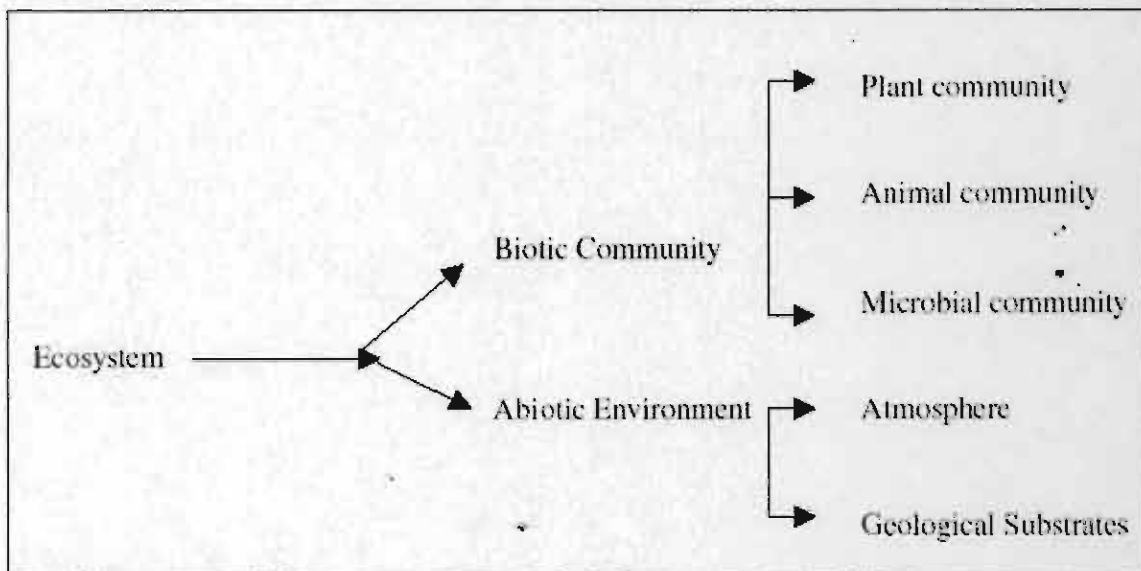 Plant community
Animal community
Biotic Community
Microbial community
Ecosystem
Abiotic Environment
Atmosphere
Geological Substrates